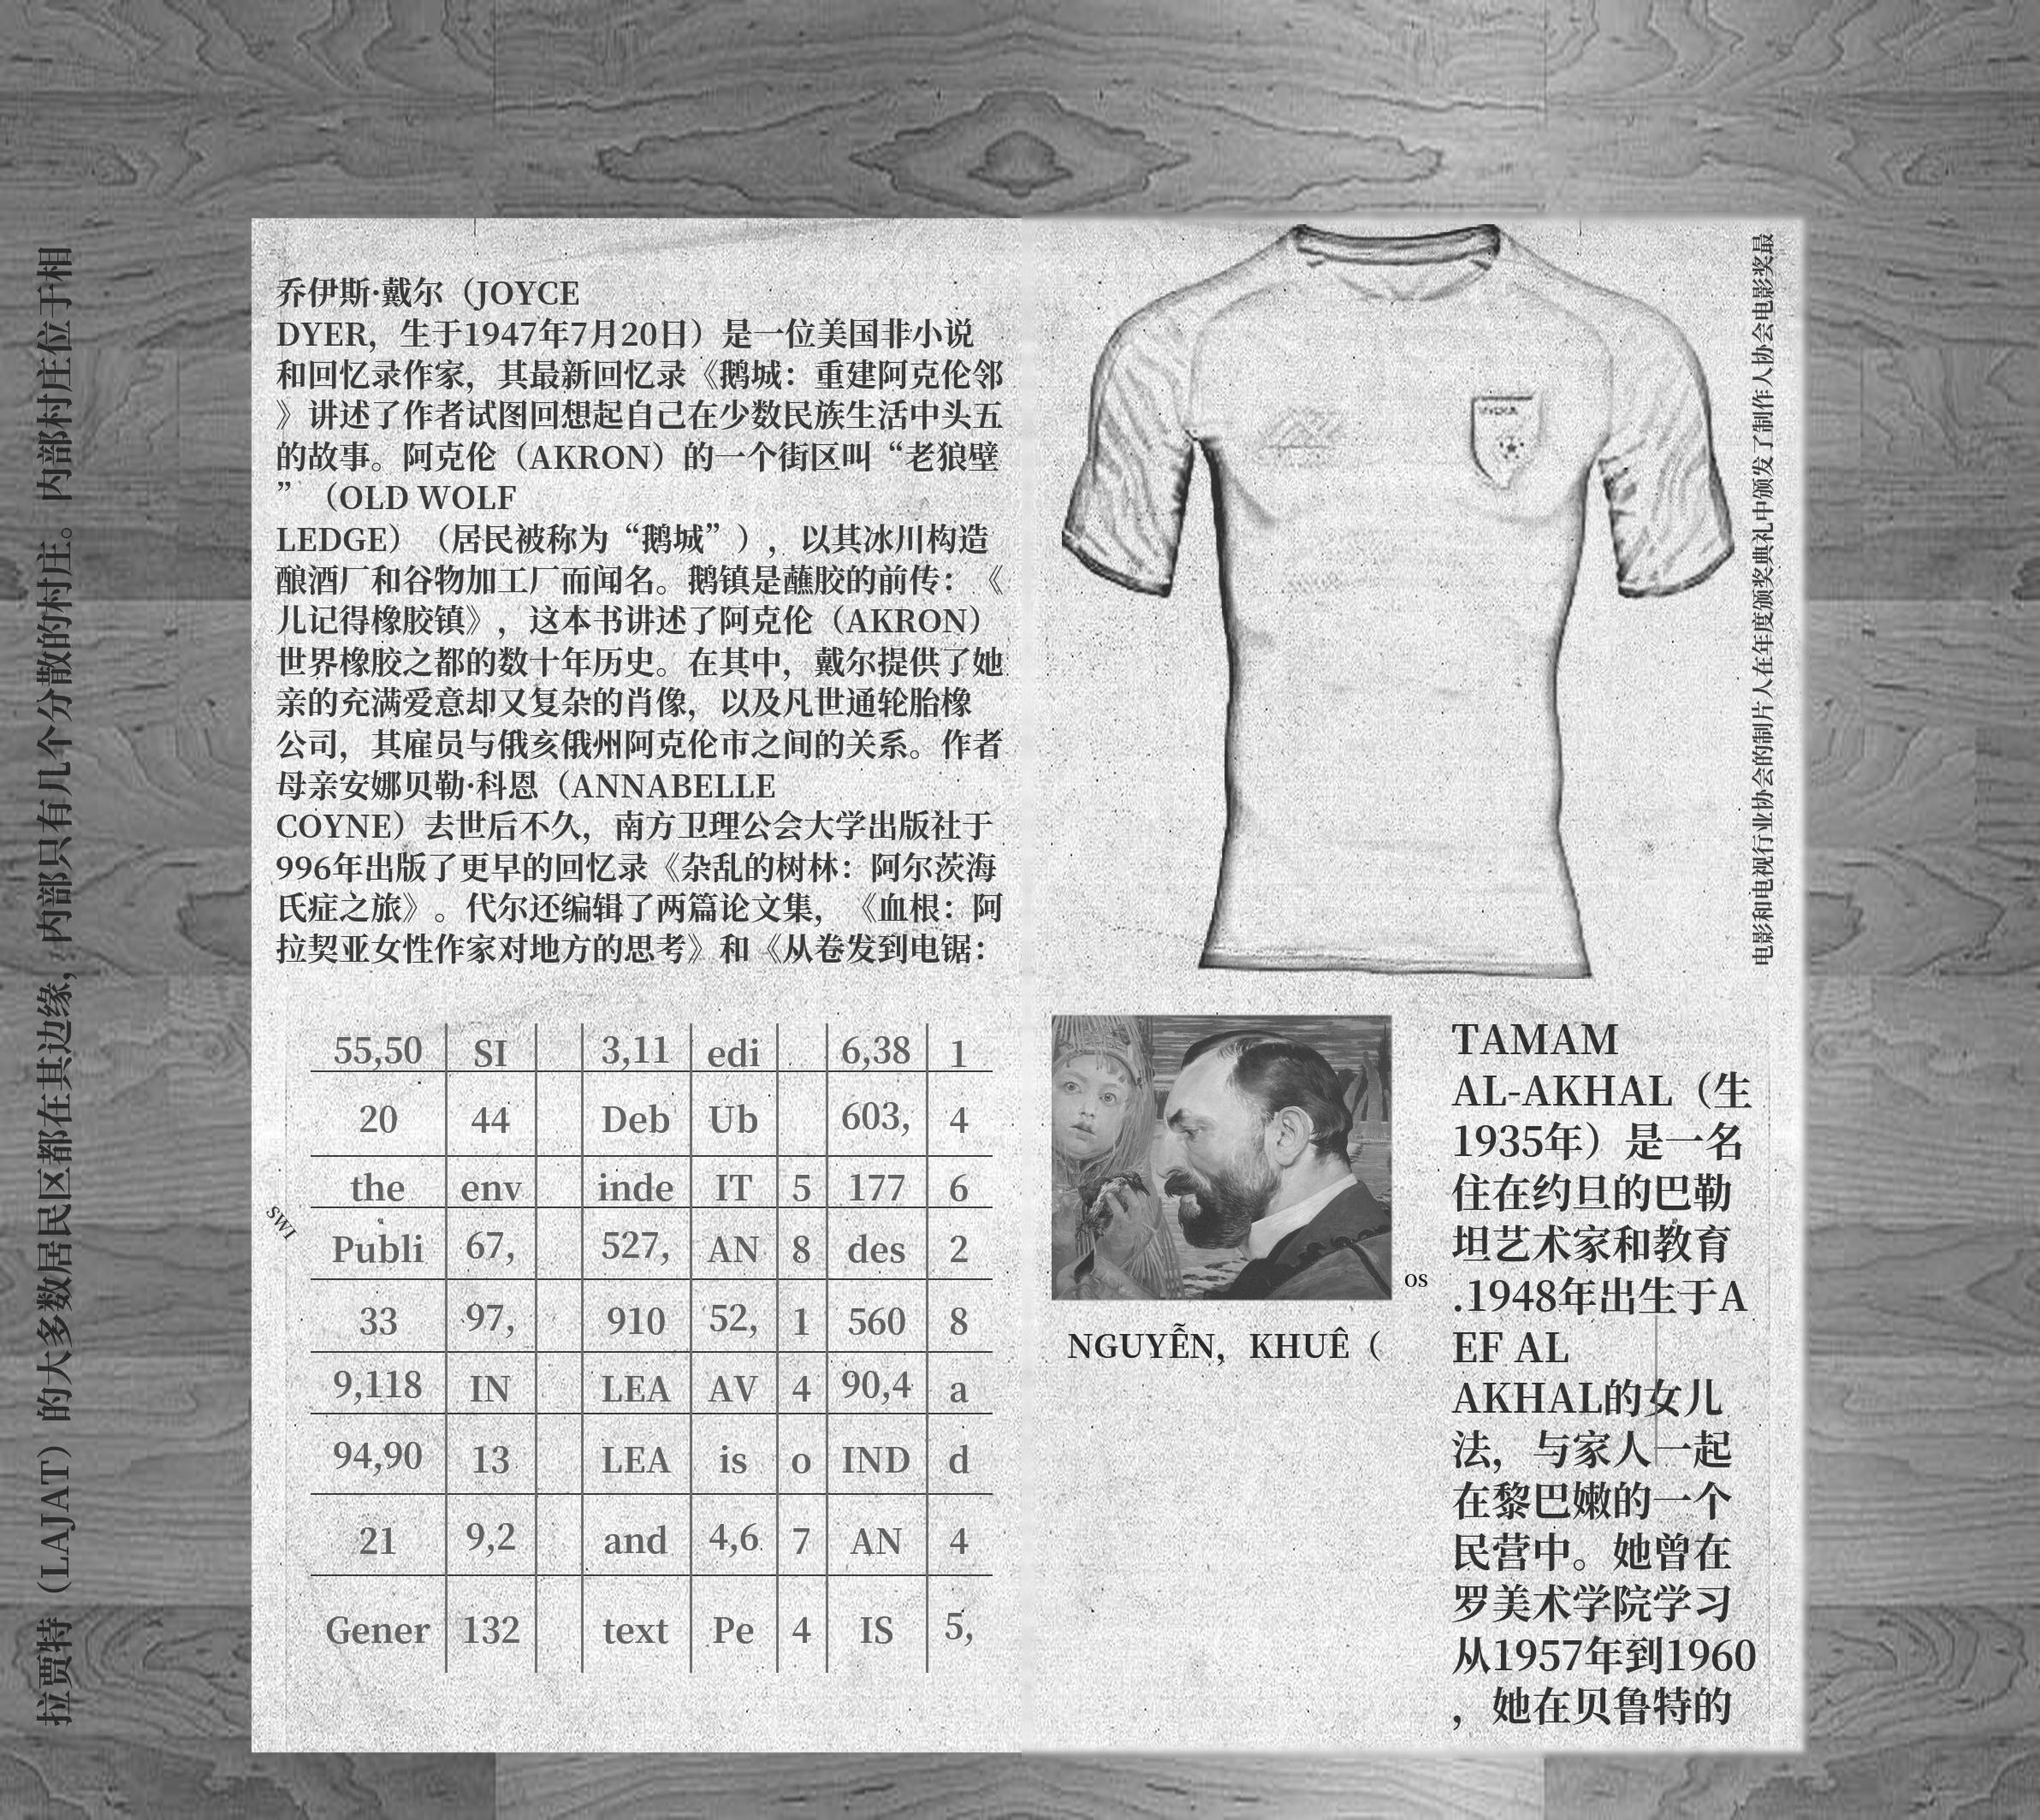 拉贾特（LAJAT）的大多数居民区都在其边缘，内部只有几个分散的村庄。内部村庄位于相
乔伊斯·戴尔（JOYCE
DYER，生于1947年7月20日）是一位美国非小说
和回忆录作家，其最新回忆录《鹅城：重建阿克伦邻
》讲述了作者试图回想起自己在少数民族生活中头五
的故事。阿克伦（AKRON）的一个街区叫“老狼壁
”（OLD WOLF
LEDGE）（居民被称为“鹅城”），以其冰川构造
酿酒厂和谷物加工厂而闻名。鹅镇是蘸胶的前传：《
儿记得橡胶镇》，这本书讲述了阿克伦（AKRON）
世界橡胶之都的数十年历史。在其中，戴尔提供了她
亲的充满爱意却又复杂的肖像，以及凡世通轮胎橡
公司，其雇员与俄亥俄州阿克伦市之间的关系。作者
母亲安娜贝勒·科恩（ANNABELLE
COYNE）去世后不久，南方卫理公会大学出版社于
996年出版了更早的回忆录《杂乱的树林：阿尔茨海
氏症之旅》。代尔还编辑了两篇论文集，《血根：阿
拉契亚女性作家对地方的思考》和《从卷发到电锯：
电影和电视行业协会的制片人在年度颁奖典礼中颁发了制作人协会电影奖最
55,50 SI 3,11 edi 6,38 1
20 44 Deb Ub 603, 4
the env inde IT 5 177 6
Publi 67, 527, AN 8 des 2
33 97, 910 52, 1 560 8
9,118 IN LEA AV 4 90,4 a
94,90 13 LEA is o IND d
21 9,2 and 4,6 7 AN 4
Gener 132 text Pe 4 IS 5,
SWI
os
NGUYỄN，KHUÊ（
TAMAM
AL-AKHAL（生
1935年）是一名
住在约旦的巴勒
坦艺术家和教育
.1948年出生于A
EF AL
AKHAL的女儿
法，与家人一起
在黎巴嫩的一个
民营中。她曾在
罗美术学院学习
从1957年到1960
，她在贝鲁特的